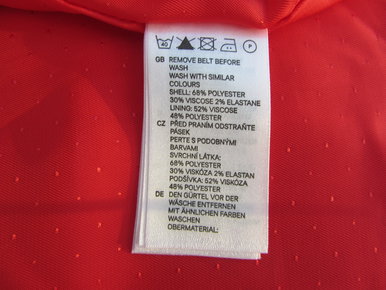 40 P
GB REMOVE BELT BEFORE
WASH
WASH WITH SIMILAR
COLOURS
SHELL: 68% POLYESTER
30% VISCOSE 2% ELASTANE
LINING: 52% VISCOSE
48% POLYESTER
CZ PŘED PRANÍM ODSTRAŇTE
PÁSEK
PERTE S PODOBNÝMI
BARVAMI
SVRCHNÍ LÁTKA:
68% POLYESTER
30% VISKÓZA 2% ELASTAN
PODŠÍVKA: 52% VISKÓZA
48% POLYESTER
DE DEN GÜRTEL VOR DER
WÄSCHE ENTFERNEN
MIT ÄHNLICHEN FARBEN
WASCHEN
OBERMATERIAL: